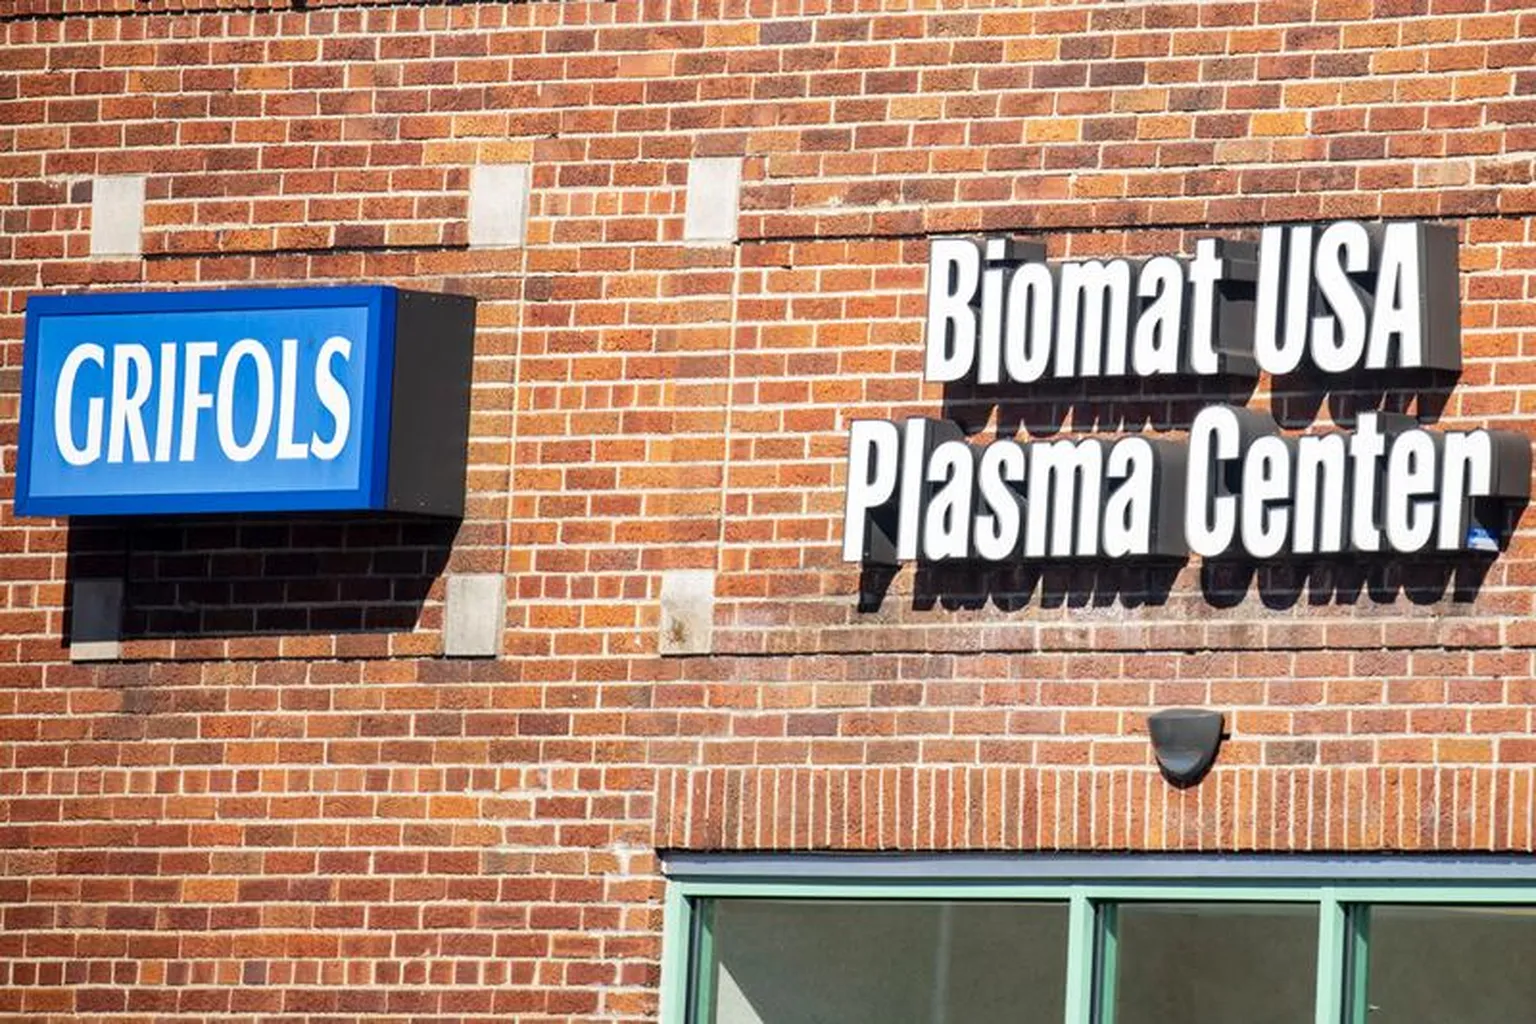 GRIFOLS
Biomat USA
Plasma Center